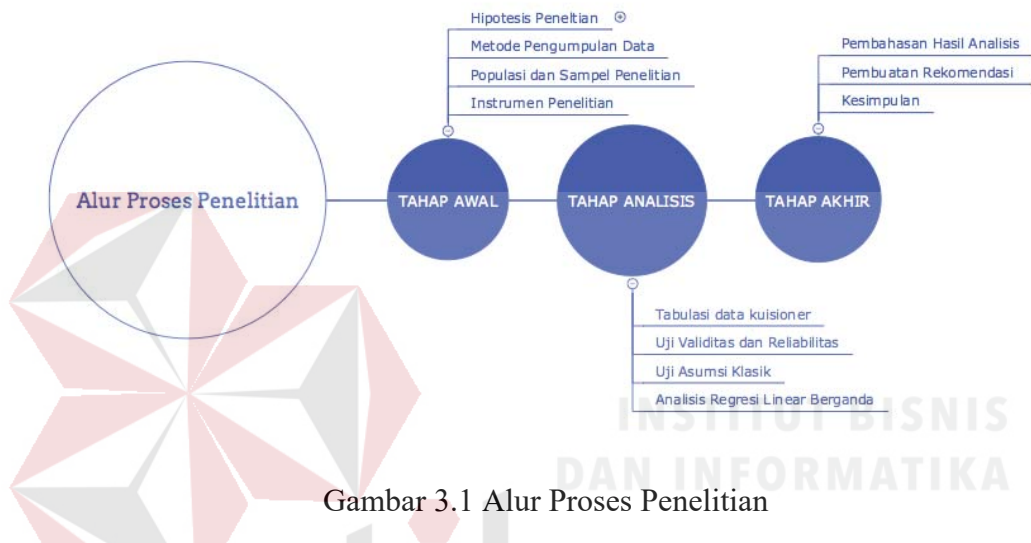 Hipotesis Peneltian
Metode Pengumpulan Data
Populasi dan Sampel Penelitian
Instrumen Penelitian
Pembahasan Hasil Analisis
Pembuatan Rekomendasi
Kesimpulan
Alur Proses Penelitian
TAHAP AWAL
TAHAP ANALISIS
TAHAP AKHIR
Tabulasi data kuisioner
Uji Validitas dan Reliabilitas
Uji Asumsi Klasik
Analisis Regresi Linear Berganda
INSTITUT BISNIS
DAN INFORMATIKA
Gambar 3.1 Alur Proses Penelitian